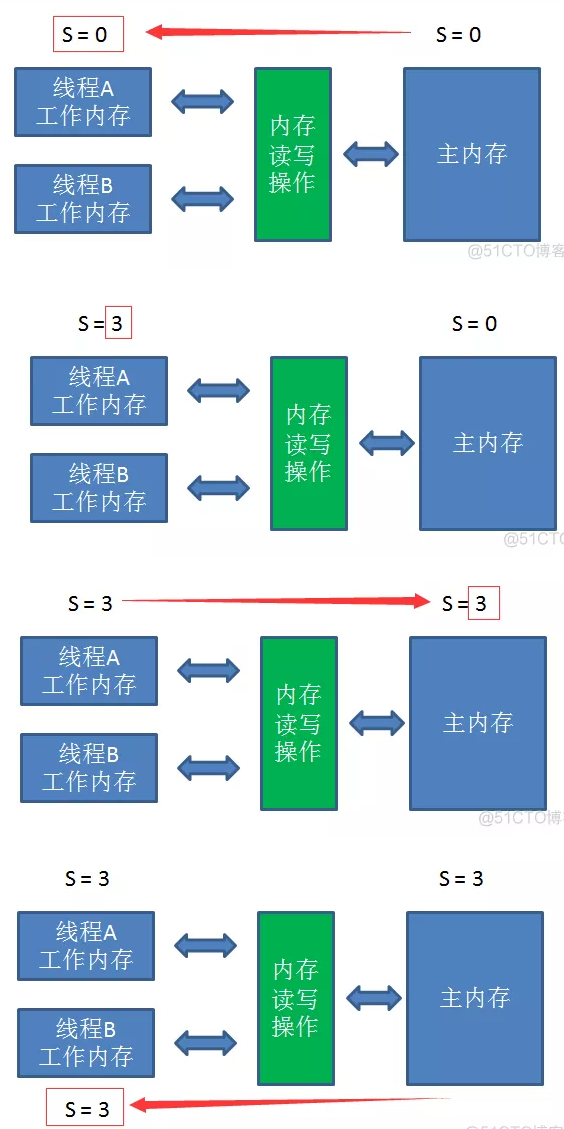 S = 0
S = 0
线程A
工作内存
内存
读写
操作
主内存
线程B
工作内存
@51CTO博客
S = 3
S = 0
线程A
工作内存
内存
读写
操作
主内存
线程B
工作内存
@51CTO
S = 3
S = 3
线程A
工作内存
内存
读写
操作
主内存
线程B
工作内存
@51CTO博
S = 3
S = 3
线程A
工作内存
内存
读写
操作
主内存
线程B
工作内存
S = 3